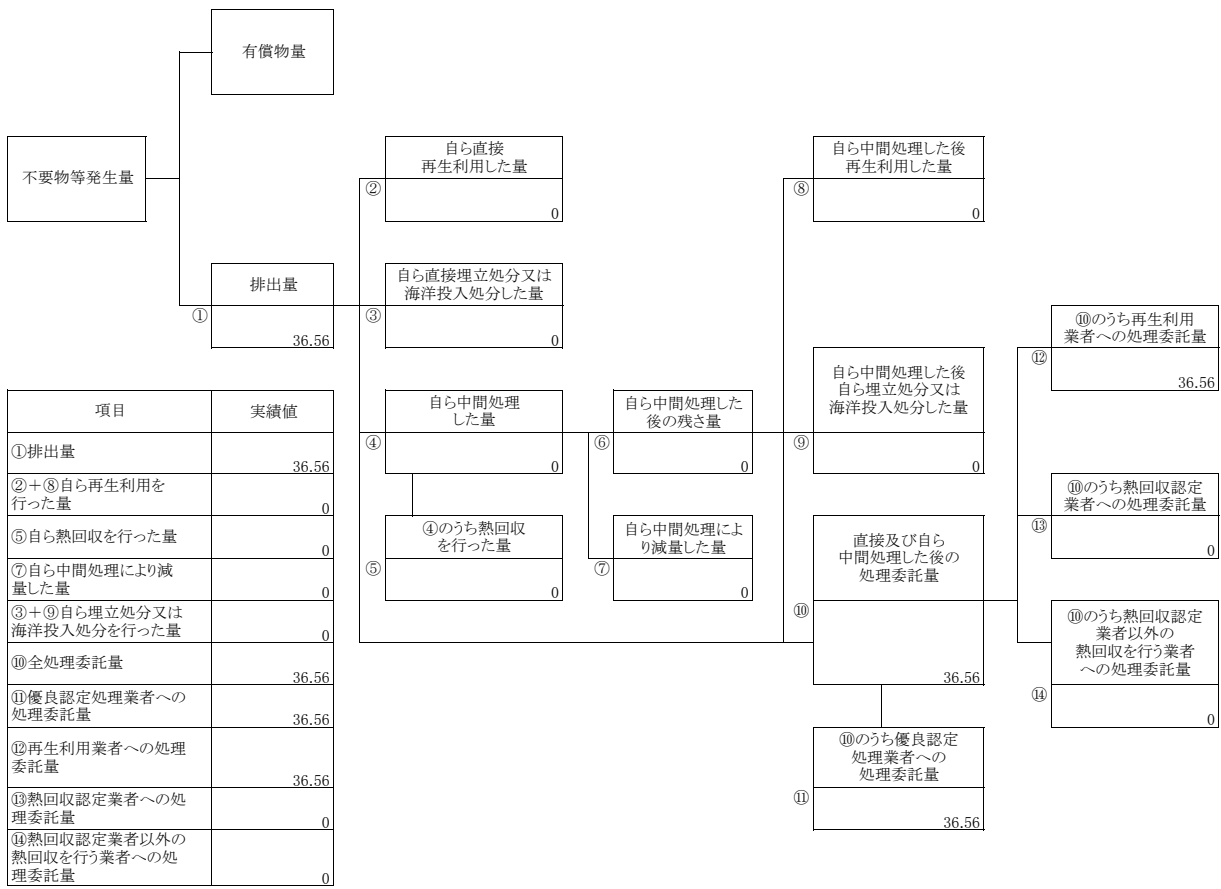 有償物量
不要物等発生量
自ら直接
再生利用した量
②
0
自ら中間処理した後
再生利用した量
⑧
0
排出量
①
36.56
自ら直接埋立処分又は
海洋投入処分した量
③
0
⑩のうち再生利用
業者への処理委託量
⑫
36.56
自ら中間処理
した量
④
0
自ら中間処理した
後の残さ量
⑥
0
自ら中間処理した後
自ら埋立処分又は
海洋投入処分した量
⑨
0
⑩のうち熱回収認定
業者への処理委託量
⑬
0
④のうち熱回収
を行った量
⑤
0
自ら中間処理によ
り減量した量
⑦
0
直接及び自ら
中間処理した後の
処理委託量
⑩
36.56
⑩のうち熱回収認定
業者以外の
熱回収を行う業者
への処理委託量
⑭
0
⑩のうち優良認定
処理業者への
処理委託量
⑪
36.56
項目 実績値
①排出量
36.56
②+⑧自ら再生利用を
行った量
0
⑤自ら熱回収を行った量
0
⑦自ら中間処理により減
量した量
0
③+⑨自ら埋立処分又は
海洋投入処分を行った量
0
⑩全処理委託量
36.56
⑪優良認定処理業者への
処理委託量
36.56
⑫再生利用業者への処理
委託量
36.56
⑬熱回収認定業者への処
理委託量
0
⑭熱回収認定業者以外の
熱回収を行う業者への処
理委託量
0